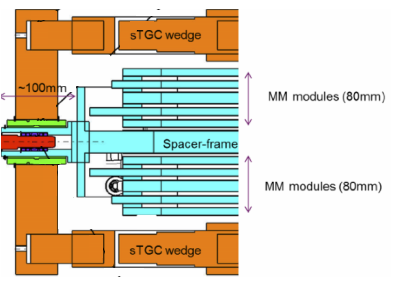 sTGC wedge
~100mm
MM modules (80mm)
Spacer-frame
MM modules (80mm)
sTGC wedge